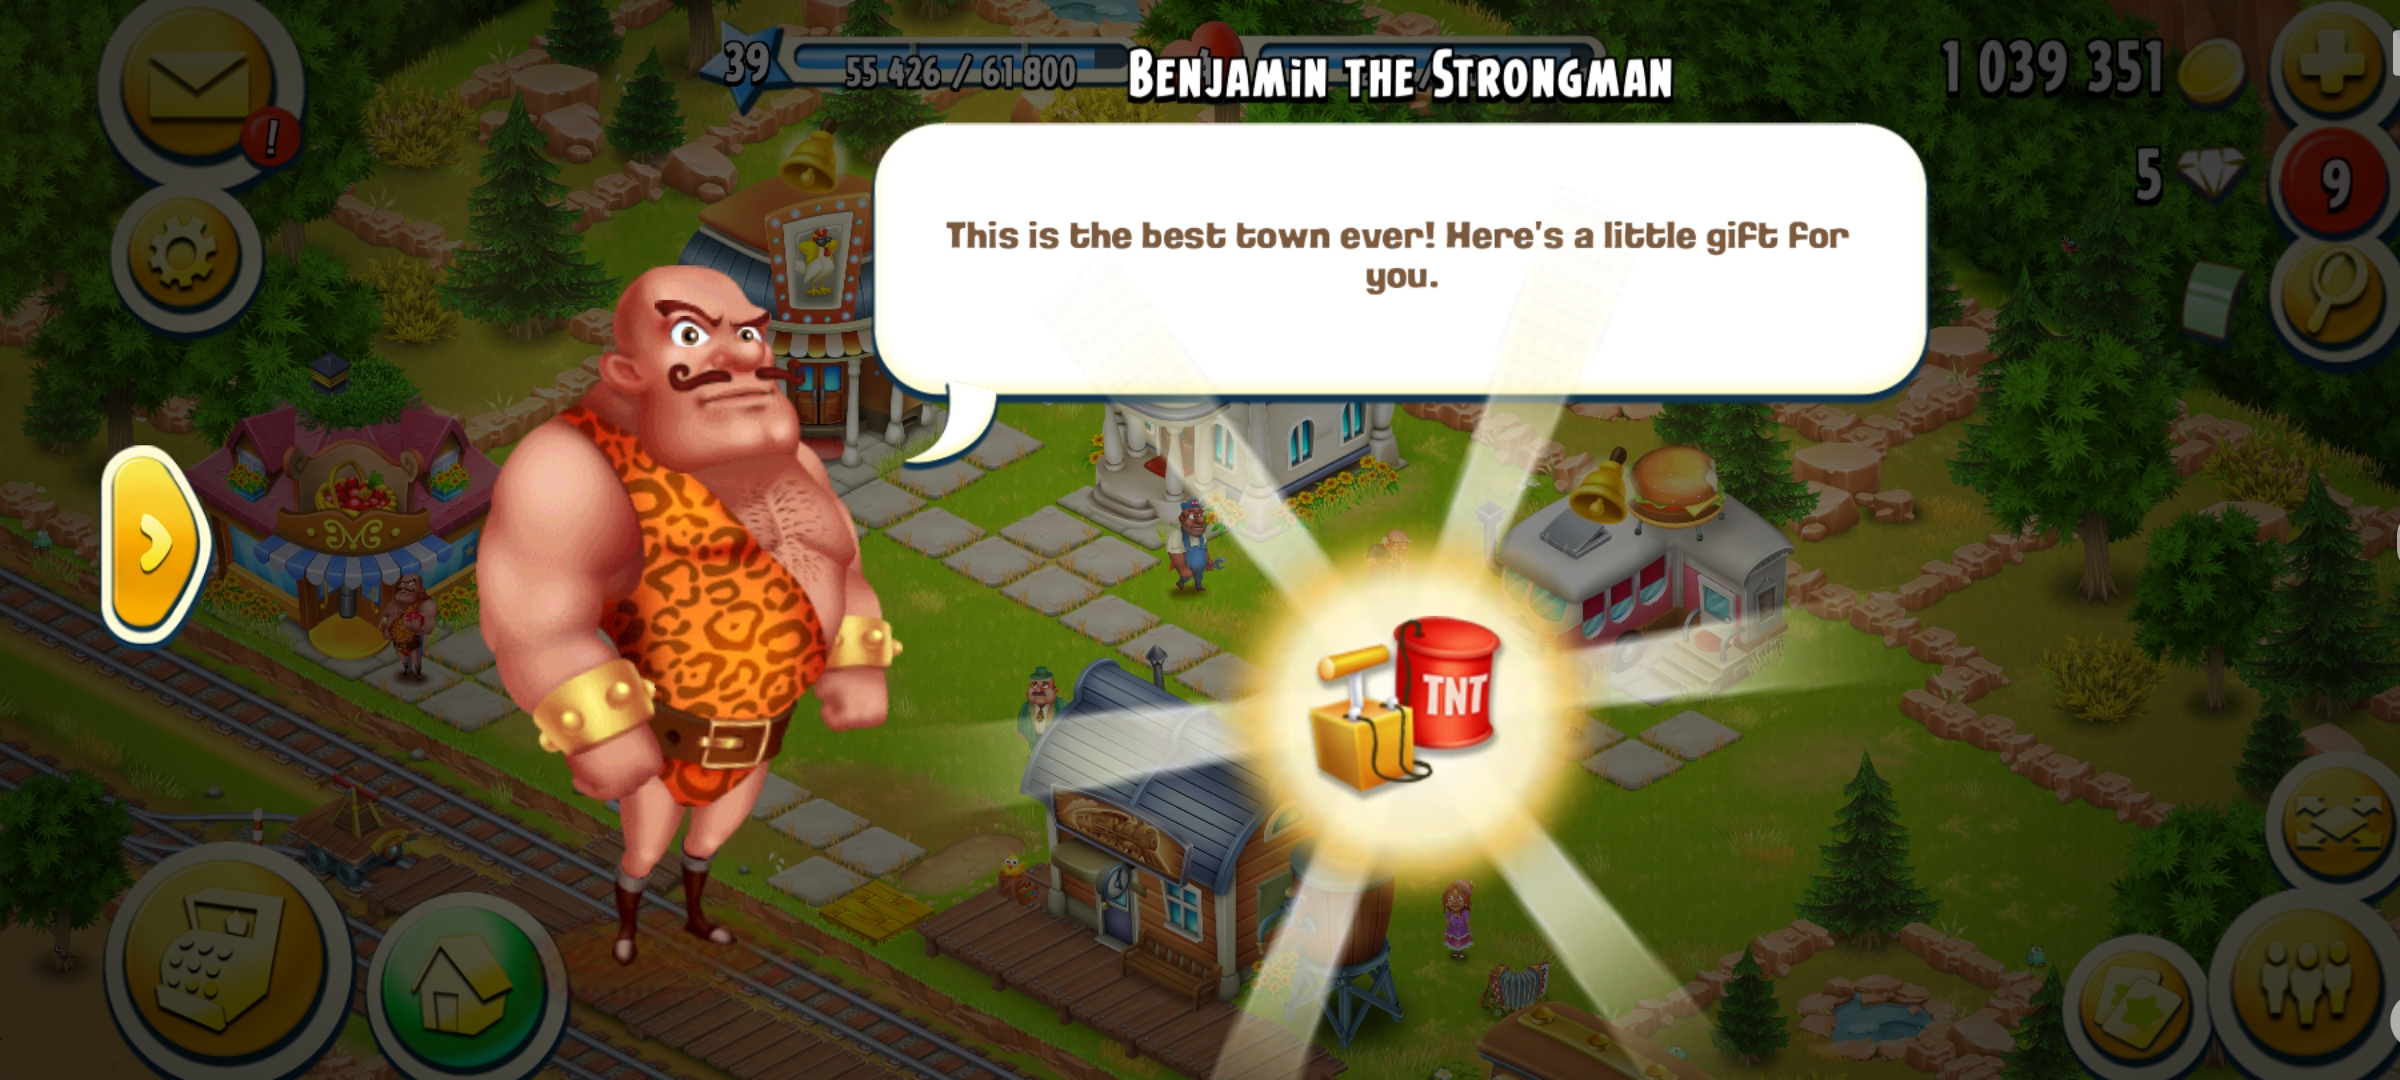 39
55 426 / 61 800
BENJAMIN THE STRONGMAN
1 039 351
5
9
This is the best town ever! Here's a little gift for
you.
TNT